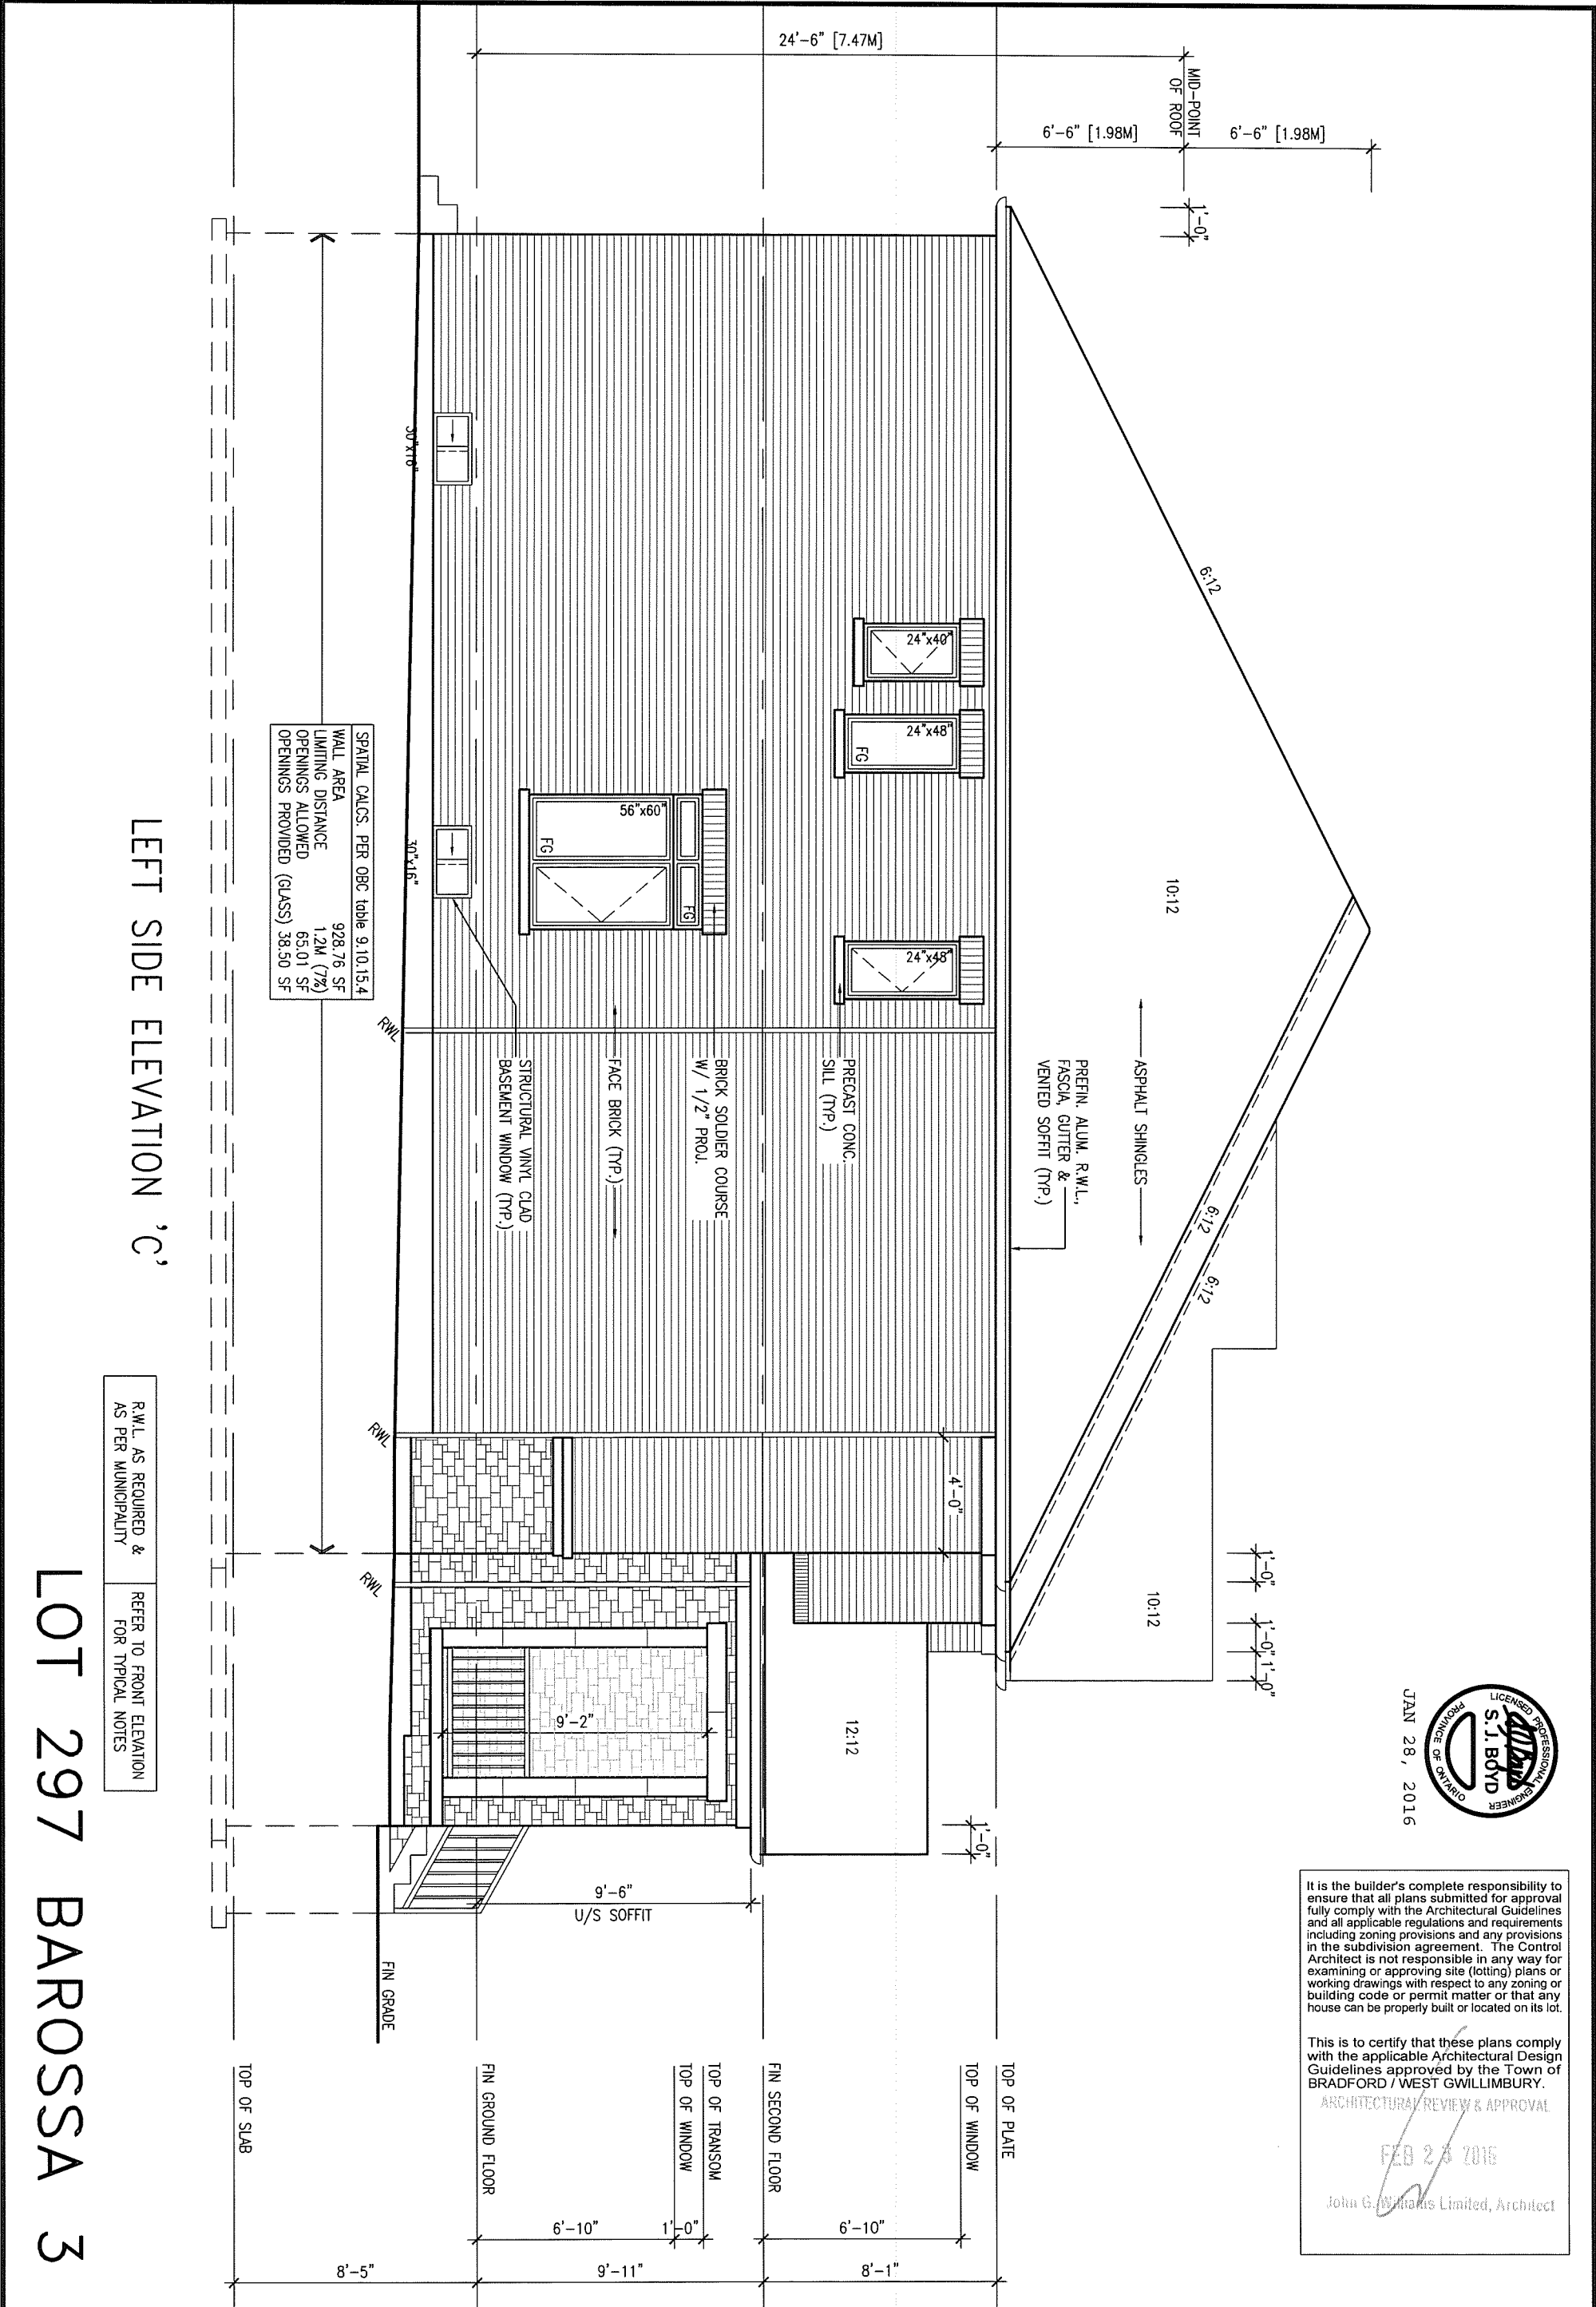 24'-6" [7.47M]
MID-POINT
OF ROOF
6'-6" [1.98M]
6'-6" [1.98M]
1'-0"
6:12
10:12
ASPHALT SHINGLES
PREFIN. ALUM. R.W.L.,
FASCIA, GUTTER &
VENTED SOFFIT (TYP.)
6:12
6:12
10:12
1'-0"
1'-0"
1'-0"
24"x40"
24"x48"
FG
24"x48"
56"x60"
FG
FG
PRECAST CONC.
SILL (TYP.)
BRICK SOLDIER COURSE
W/ 1/2" PROJ.
FACE BRICK (TYP.)
STRUCTURAL VINYL CLAD
BASEMENT WINDOW (TYP.)
30"x16"
30"x16"
RWL
RWL
RWL
4'-0"
12:12
1'-0"
9'-2"
9'-6"
U/S SOFFIT
FIN GRADE
TOP OF PLATE
TOP OF WINDOW
FIN SECOND FLOOR
TOP OF TRANSOM
TOP OF WINDOW
FIN GROUND FLOOR
TOP OF SLAB
6'-10"
1'-0"
6'-10"
8'-5"
9'-11"
8'-1"
SPATIAL CALCS. PER OBC table 9.10.15.4
WALL AREA 928.76 SF
LIMITING DISTANCE 1.2M (7%)
OPENINGS ALLOWED 65.01 SF
OPENINGS PROVIDED (GLASS) 38.50 SF
LEFT SIDE ELEVATION 'C'
R.W.L. AS REQUIRED &
AS PER MUNICIPALITY
REFER TO FRONT ELEVATION
FOR TYPICAL NOTES
LOT 297 BAROSSA 3
LICENSED PROFESSIONAL ENGINEER
S. J. BOYD
PROVINCE OF ONTARIO
JAN 28, 2016
It is the builder's complete responsibility to
ensure that all plans submitted for approval
fully comply with the Architectural Guidelines
and all applicable regulations and requirements
including zoning provisions and any provisions
in the subdivision agreement. The Control
Architect is not responsible in any way for
examining or approving site (lotting) plans or
working drawings with respect to any zoning or
building code or permit matter or that any
house can be properly built or located on its lot.
This is to certify that these plans comply
with the applicable Architectural Design
Guidelines approved by the Town of
BRADFORD / WEST GWILLIMBURY.
ARCHITECTURAL REVIEW & APPROVAL
FEB 23 2016
John G. Williams Limited, Architect